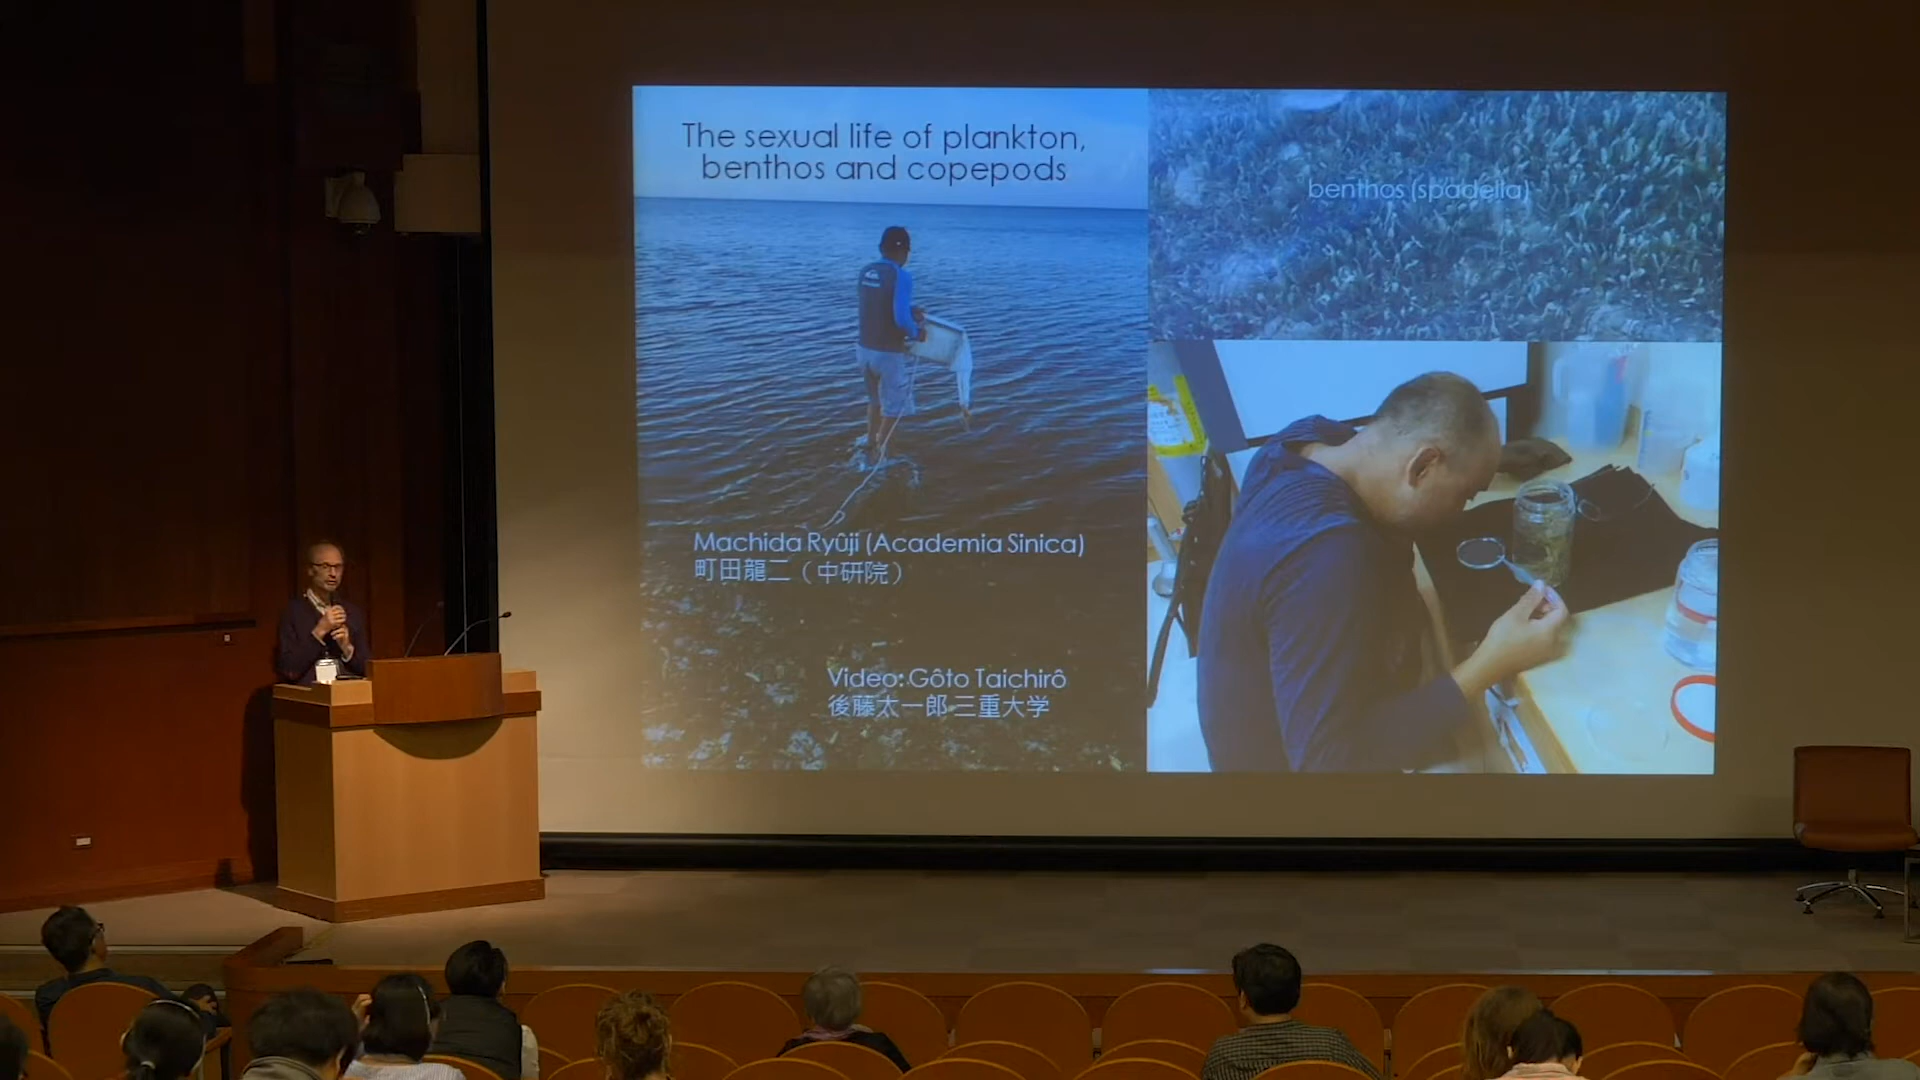 The sexual life of plankton,
benthos and copepods
benthos (spadella)
Machida Ryûji (Academia Sinica)
町田龍二（中研院）
Video: Gôto Taichirô
後藤太一郎 三重大学